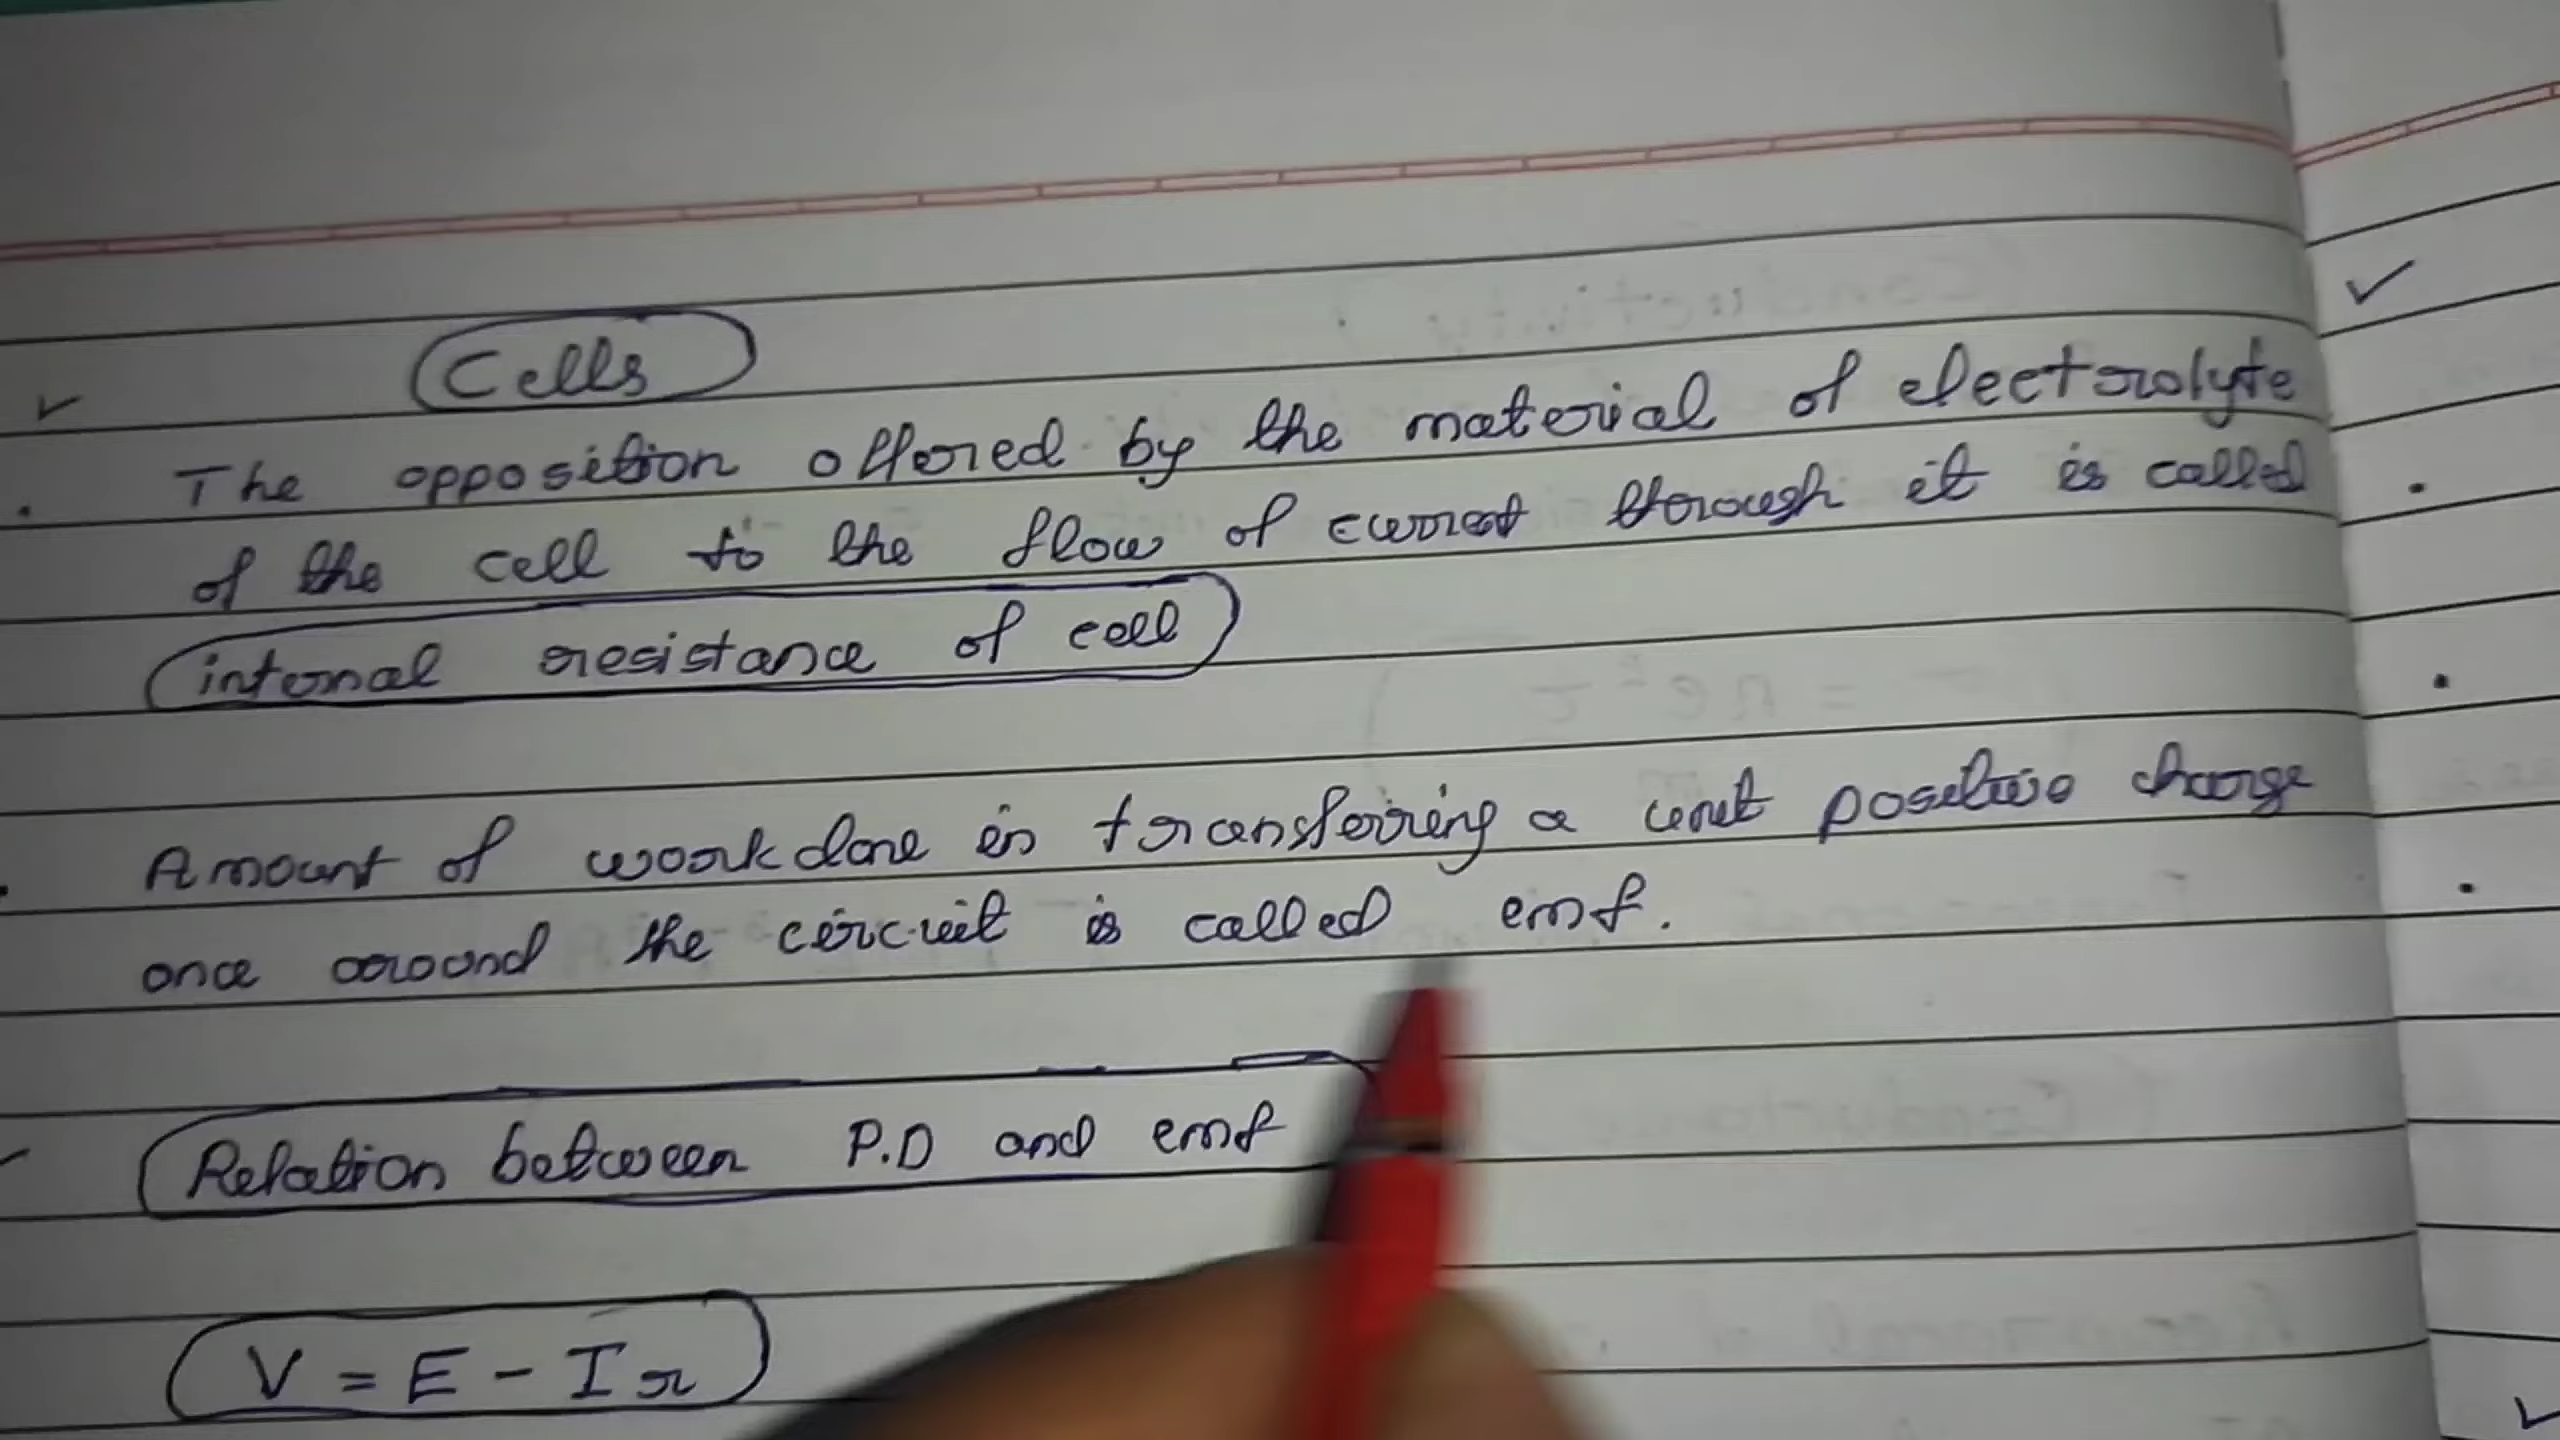 Cells
The opposition offered by the material of electrolyte
of the cell to the flow of current through it is called
internal resistance of cell
Amount of work done in transferring a unit positive charge
once around the circuit is called emf.
Relation between P.D and emf
V = E - Ir